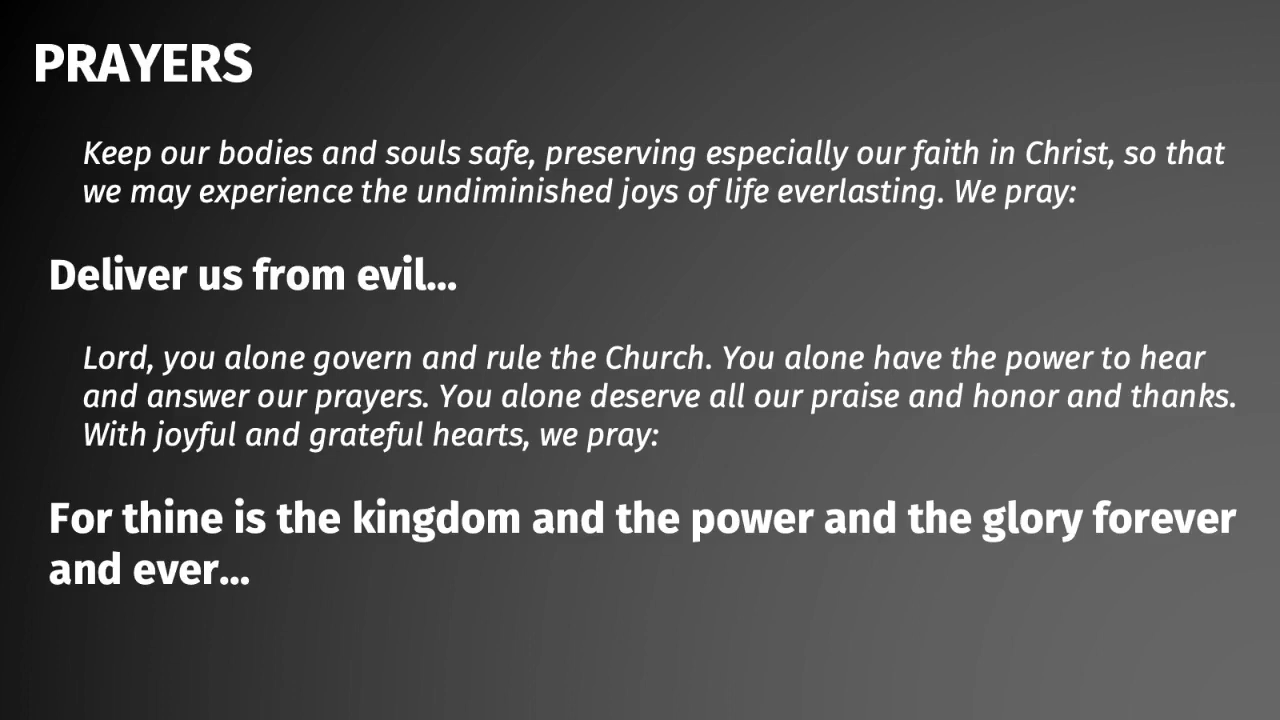 PRAYERS
Keep our bodies and souls safe, preserving especially our faith in Christ, so that
we may experience the undiminished joys of life everlasting. We pray:
Deliver us from evil...
Lord, you alone govern and rule the Church. You alone have the power to hear
and answer our prayers. You alone deserve all our praise and honor and thanks.
With joyful and grateful hearts, we pray:
For thine is the kingdom and the power and the glory forever
and ever...